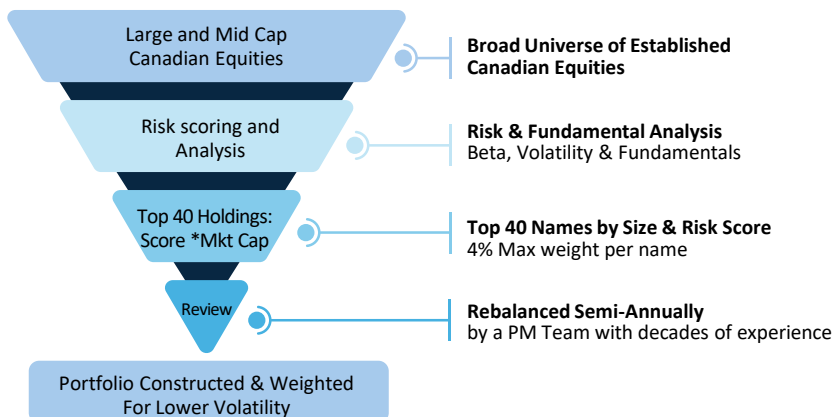 Large and Mid Cap
Canadian Equities
Broad Universe of Established
Canadian Equities
Risk scoring and
Analysis
Risk & Fundamental Analysis
Beta, Volatility & Fundamentals
Top 40 Holdings:
Score *Mkt Cap
Top 40 Names by Size & Risk Score
4% Max weight per name
Review
Rebalanced Semi-Annually
by a PM Team with decades of experience
Portfolio Constructed & Weighted
For Lower Volatility